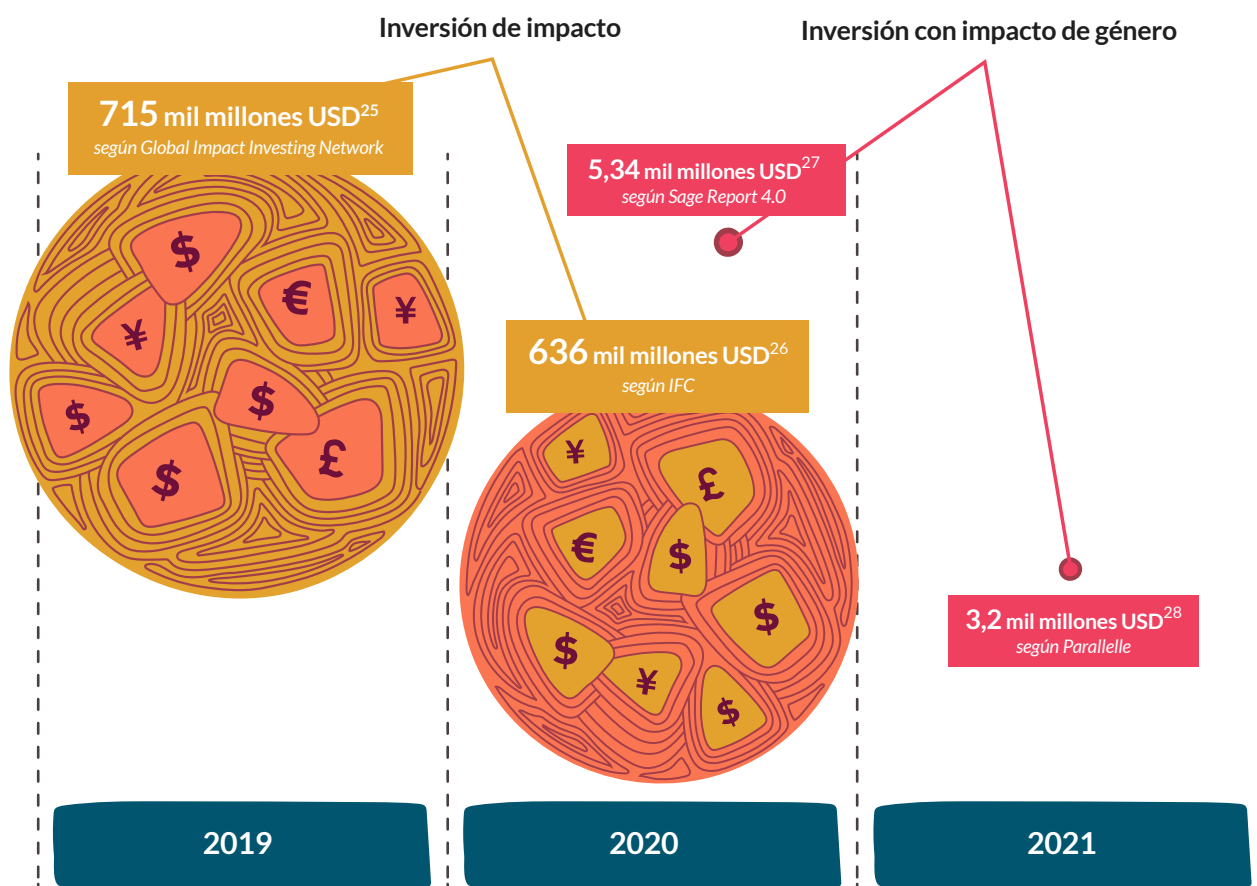 Inversión de impacto
Inversión con impacto de género
715 mil millones USD25
según Global Impact Investing Network
5,34 mil millones USD27
según Sage Report 4.0
636 mil millones USD26
según IFC
3,2 mil millones USD28
según Parallelle
$
€
¥
¥
$
$
£
$
¥
£
€
$
$
$
¥
$
2019
2020
2021